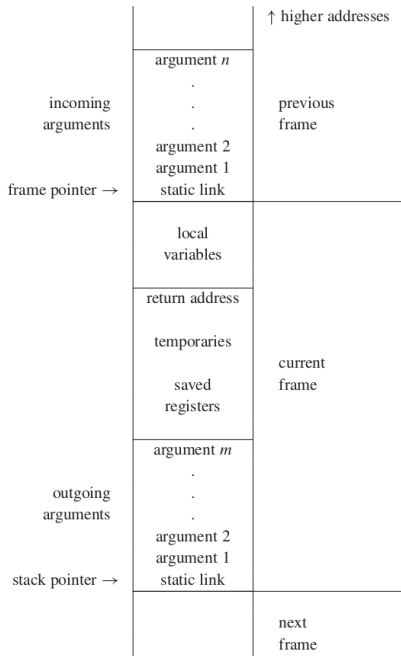 ↑ higher addresses
argument n
.
incoming . previous
arguments . frame
argument 2
argument 1
frame pointer → static link
local
variables
return address
temporaries
current
saved frame
registers
argument m
.
.
outgoing .
arguments
argument 2
argument 1
stack pointer → static link
next
frame